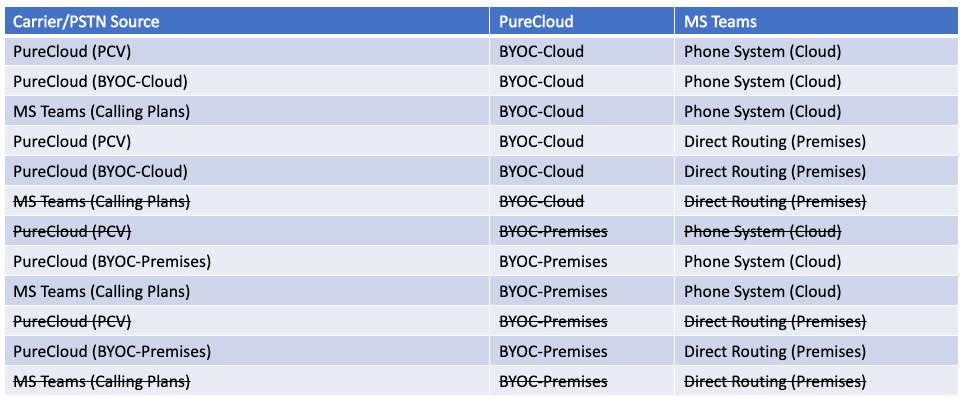 Carrier/PSTN Source PureCloud MS Teams
PureCloud (PCV) BYOC-Cloud Phone System (Cloud)
PureCloud (BYOC-Cloud) BYOC-Cloud Phone System (Cloud)
MS Teams (Calling Plans) BYOC-Cloud Phone System (Cloud)
PureCloud (PCV) BYOC-Cloud Direct Routing (Premises)
PureCloud (BYOC-Cloud) BYOC-Cloud Direct Routing (Premises)
MS Teams (Calling Plans) BYOC-Cloud Direct Routing (Premises)
PureCloud (PCV) BYOC-Premises Phone System (Cloud)
PureCloud (BYOC-Premises) BYOC-Premises Phone System (Cloud)
MS Teams (Calling Plans) BYOC-Premises Phone System (Cloud)
PureCloud (PCV) BYOC-Premises Direct Routing (Premises)
PureCloud (BYOC-Premises) BYOC-Premises Direct Routing (Premises)
MS Teams (Calling Plans) BYOC-Premises Direct Routing (Premises)